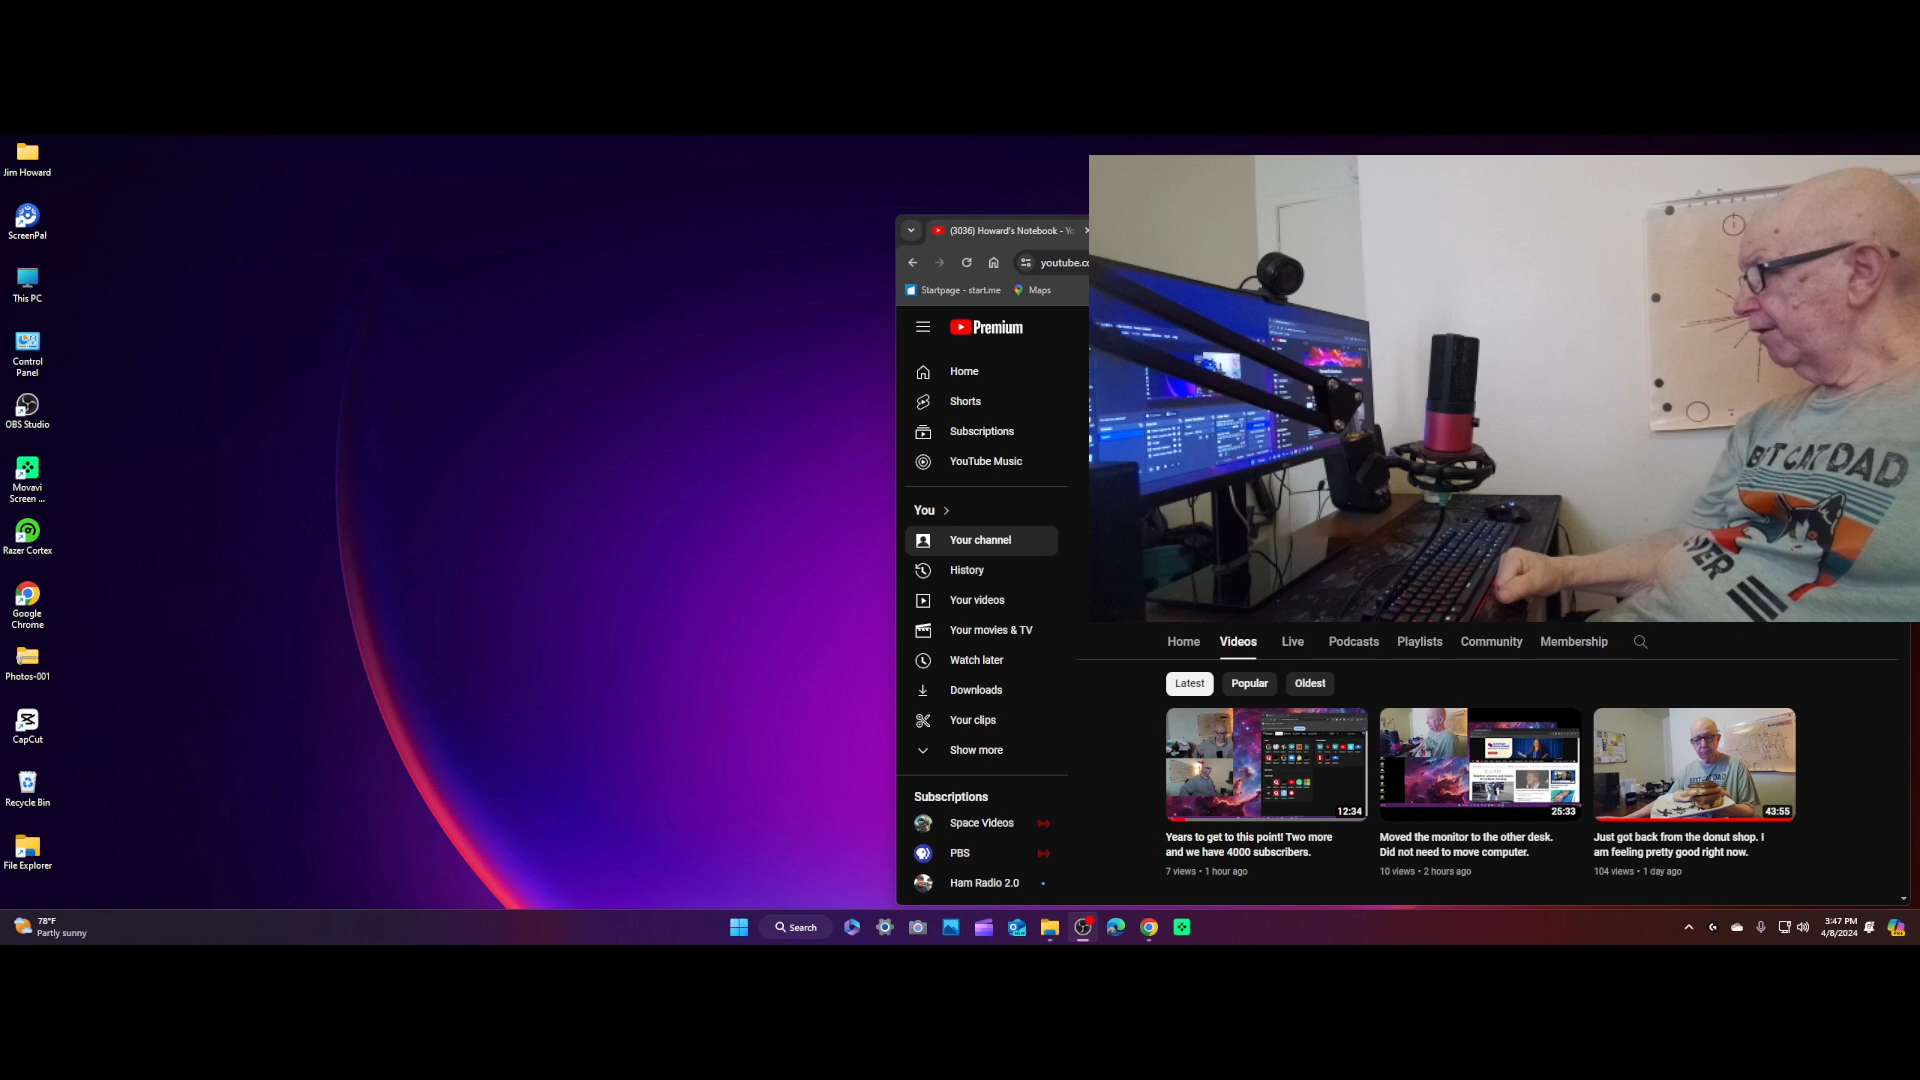 Jim Howard
ScreenPal
This PC
Control
Panel
OBS Studio
Movavi
Screen ...
Razer Cortex
Google
Chrome
Photos-001
CapCut
Recycle Bin
File Explorer
(3036) Howard's Notebook - Yo
youtube.co
Startpage - start.me
Maps
Premium
Home
Shorts
Subscriptions
YouTube Music
You
Your channel
History
Your videos
Your movies & TV
Watch later
Downloads
Your clips
Show more
Subscriptions
Space Videos
PBS
Ham Radio 2.0
CAT DAD
EVER
Home
Videos
Live
Podcasts
Playlists
Community
Membership
Latest
Popular
Oldest
12:34
25:33
BEST CAT DAD
43:55
Years to get to this point! Two more
and we have 4000 subscribers.
7 views • 1 hour ago
Moved the monitor to the other desk.
Did not need to move computer.
10 views • 2 hours ago
Just got back from the donut shop. I
am feeling pretty good right now.
104 views • 1 day ago
78°F
Partly sunny
Search
3:47 PM
4/8/2024